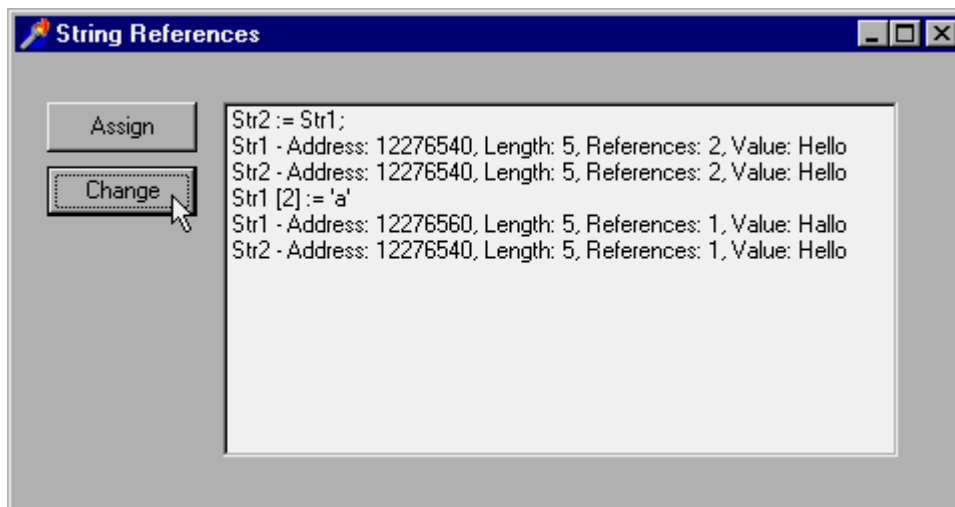 String References
Assign
Change
Str2 := Str1;
Str1 - Address: 12276540, Length: 5, References: 2, Value: Hello
Str2 - Address: 12276540, Length: 5, References: 2, Value: Hello
Str1 [2] := 'a'
Str1 - Address: 12276560, Length: 5, References: 1, Value: Hallo
Str2 - Address: 12276540, Length: 5, References: 1, Value: Hello